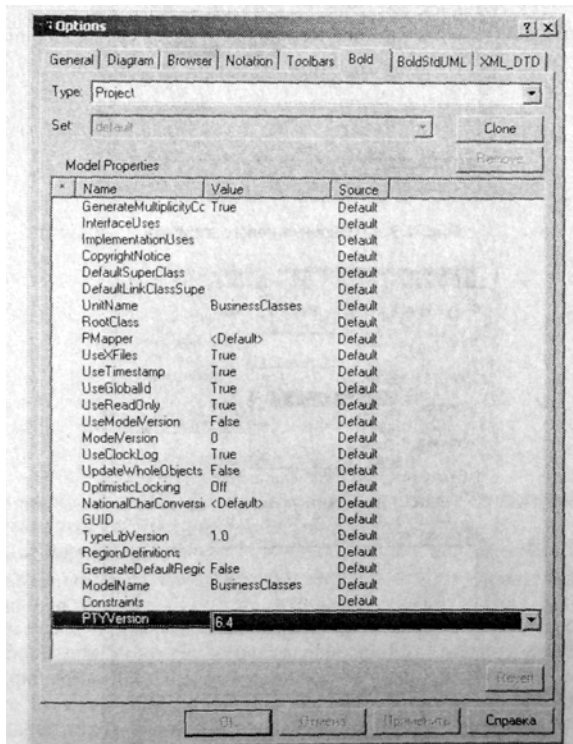 Options
General Diagram Browser Notation Toolbars Bold BoldStdUML XML_DTD
Type: Project
Set: default Clone
Remove
Model Properties
* Name Value Source
GenerateMultiplicityCc True Default
InterfaceUses Default
ImplementationUses Default
CopyrightNotice Default
DefaultSuperClass Default
DefaultLinkClassSupe Default
UnitName BusinessClasses Default
RootClass Default
PMapper <Default> Default
UseXFiles True Default
UseTimestamp True Default
UseGlobalId True Default
UseReadOnly True Default
UseModelVersion False Default
ModelVersion 0 Default
UseClockLog True Default
UpdateWholeObjects False Default
OptimisticLocking Off Default
NationalCharConversi <Default> Default
GUID Default
TypeLibVersion 1.0 Default
RegionDefinitions Default
GenerateDefaultRegic False Default
ModelName BusinessClasses Default
Constraints Default
PTYVersion 6.4
Revert
OK Отмена Применить Справка